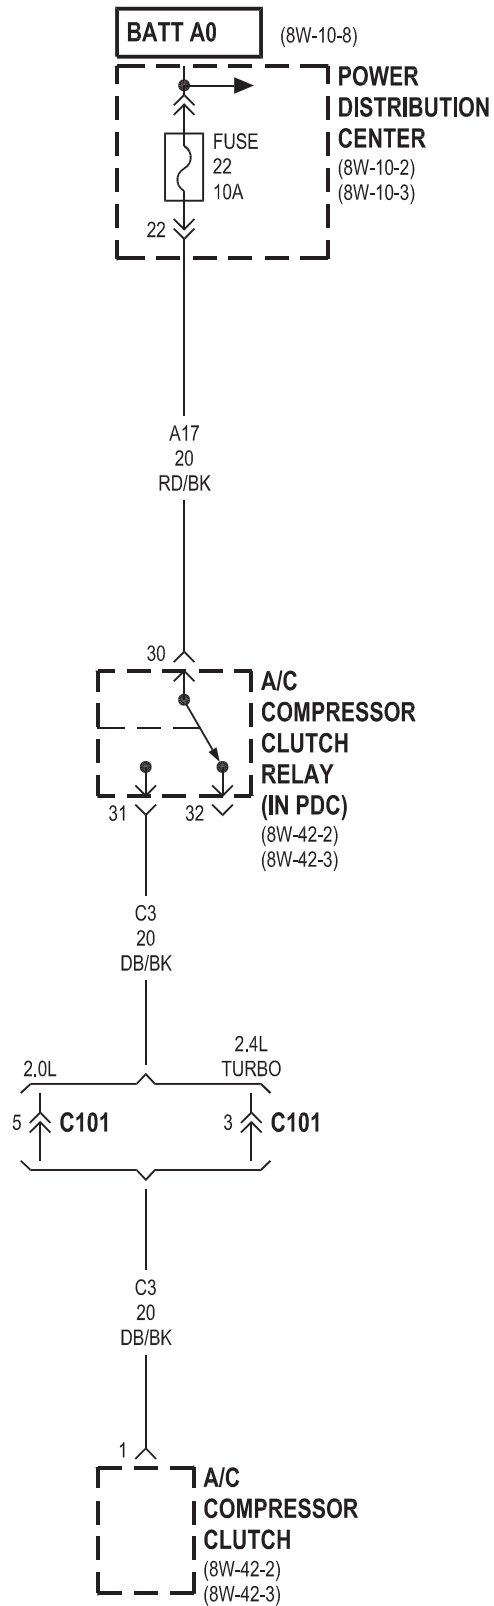 BATT A0
(8W-10-8)
POWER
DISTRIBUTION
CENTER
(8W-10-2)
(8W-10-3)
FUSE
22
10A
22
A17
20
RD/BK
30
A/C
COMPRESSOR
CLUTCH
RELAY
(IN PDC)
(8W-42-2)
(8W-42-3)
31
32
C3
20
DB/BK
2.0L
2.4L
TURBO
5
C101
3
C101
C3
20
DB/BK
1
A/C
COMPRESSOR
CLUTCH
(8W-42-2)
(8W-42-3)